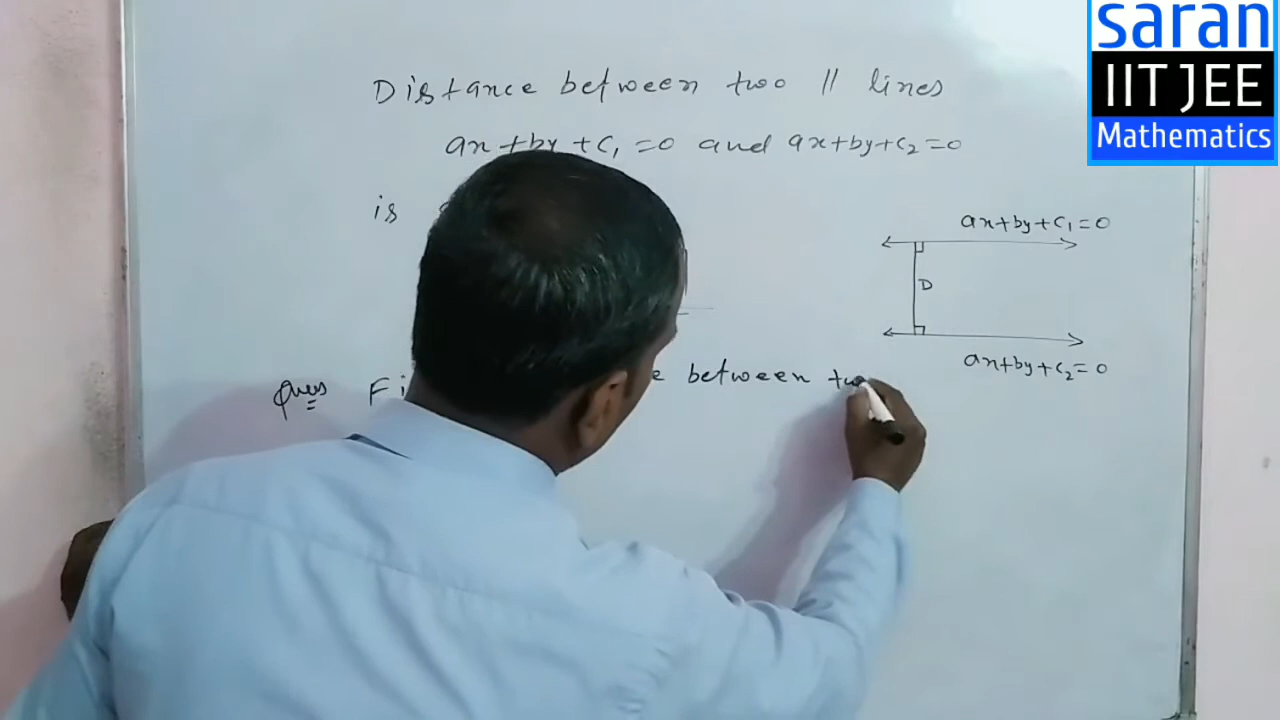 saran
IIT JEE
Mathematics
Distance between two || lines
ax+by+c₁=0 and ax+by+c₂=0
is
ax+by+c₁=0
D
ax+by+c₂=0
Ques between two